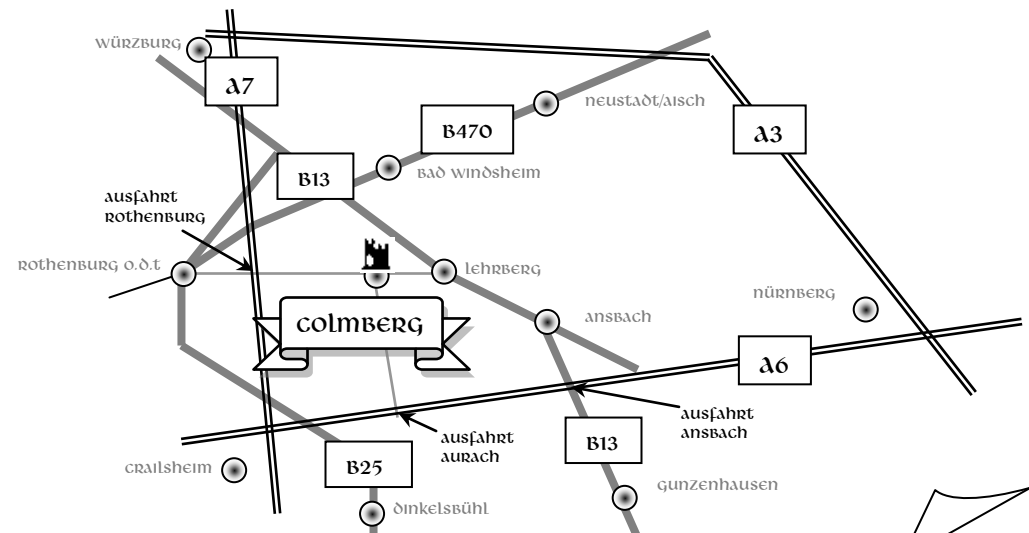 WÜRZBURG
A7
NEUSTADT/AISCH
B470
A3
BAD WINDSHEIM
B13
AUSFAHRT
ROTHENBURG
ROTHENBURG O.D.T
LEHRBERG
NÜRNBERG
COLMBERG
ANSBACH
A6
AUSFAHRT
ANSBACH
AUSFAHRT
AURACH
B13
CRAILSHEIM
B25
GUNZENHAUSEN
DINKELSBÜHL